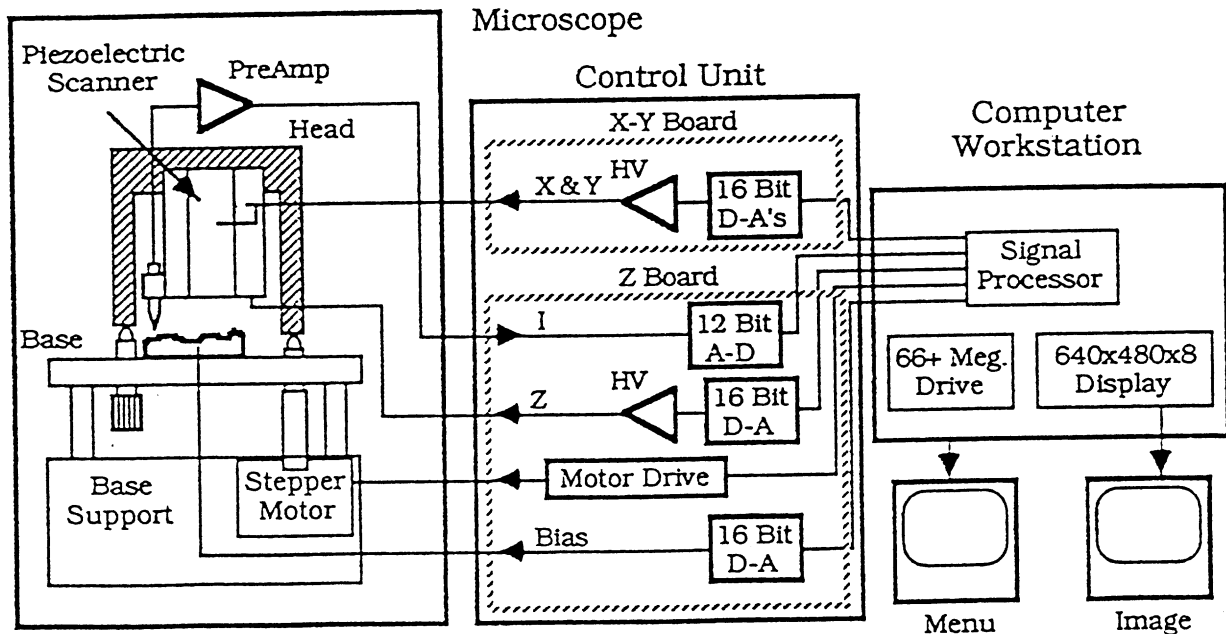 Microscope
Piezoelectric
Scanner
PreAmp
Head
Base
Base
Support
Stepper
Motor
Control Unit
X-Y Board
X & Y
HV
16 Bit
D-A's
Z Board
I
12 Bit
A-D
Z
HV
16 Bit
D-A
Motor Drive
Bias
16 Bit
D-A
Computer
Workstation
Signal
Processor
66+ Meg.
Drive
640x480x8
Display
Menu
Image